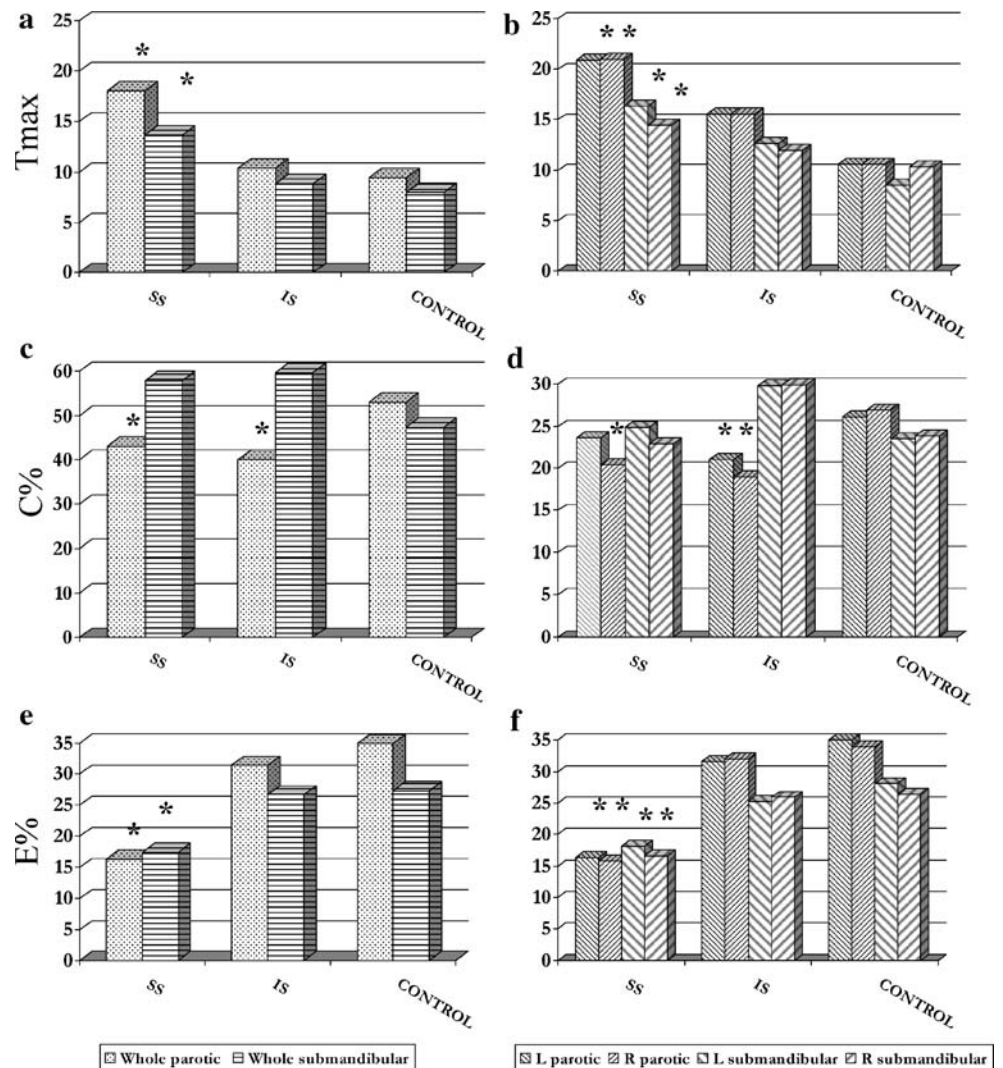 a
25
20
15
10
5
0
Tmax
* *
SS
IS
CONTROL
b
25
20
15
10
5
0
* *
* *
SS
IS
CONTROL
c
60
50
40
30
20
10
0
C%
*
*
SS
IS
CONTROL
d
30
25
20
15
10
5
0
*
* *
SS
IS
CONTROL
e
35
30
25
20
15
10
5
0
E%
* *
SS
IS
CONTROL
f
35
30
25
20
15
10
5
0
* * * *
SS
IS
CONTROL
Whole parotic Whole submandibular
L parotic R parotic L submandibular R submandibular